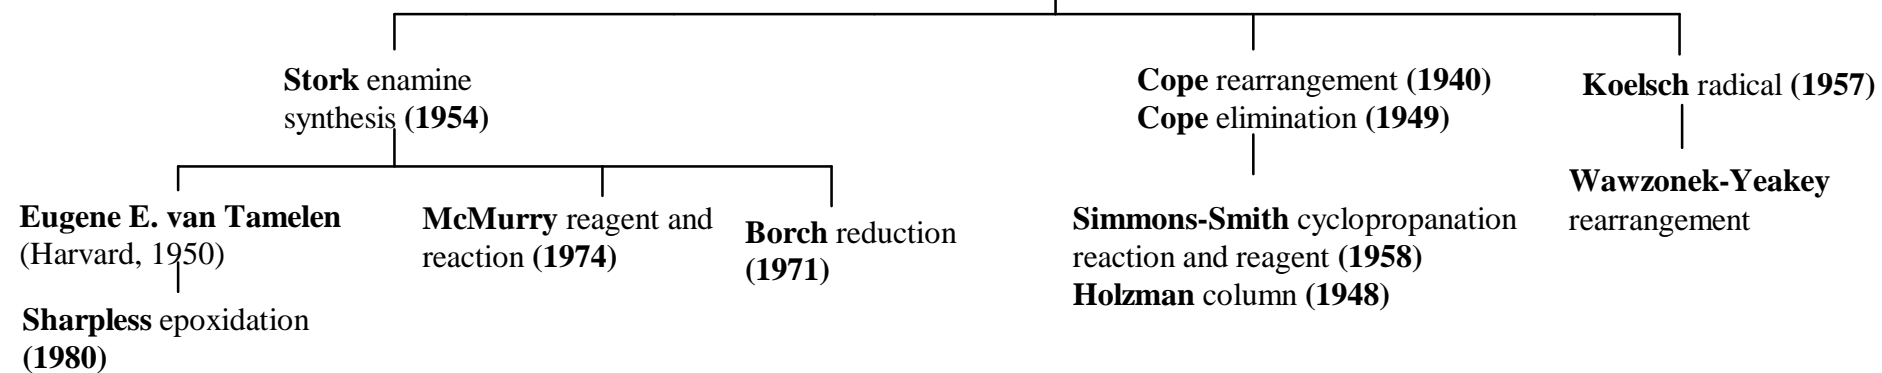 Stork enamine
synthesis (1954)
Cope rearrangement (1940)
Cope elimination (1949)
Koelsch radical (1957)
Eugene E. van Tamelen
(Harvard, 1950)
McMurry reagent and
reaction (1974)
Borch reduction
(1971)
Simmons-Smith cyclopropanation
reaction and reagent (1958)
Holzman column (1948)
Wawzonek-Yeakey
rearrangement
Sharpless epoxidation
(1980)